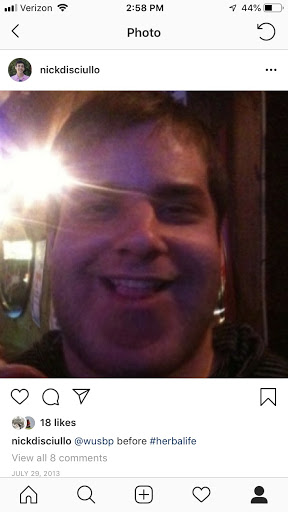 Verizon 2:58 PM 44%
Photo
nickdisciullo
18 likes
nickdisciullo @wusbp before #herbalife
View all 8 comments
JULY 29, 2013